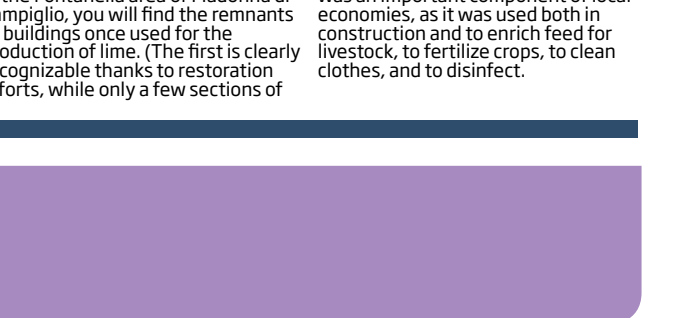 the Fontanella area of Madonna di
mpiglio, you will find the remnants
buildings once used for the
oduction of lime. (The first is clearly
cognizable thanks to restoration
forts, while only a few sections of
was an important component of local
economies, as it was used both in
construction and to enrich feed for
livestock, to fertilize crops, to clean
clothes, and to disinfect.